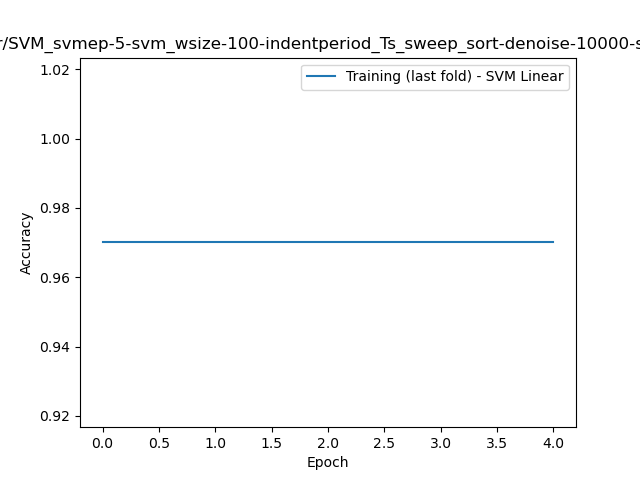 r/SVM_svmep-5-svm_wsize-100-indentperiod_Ts_sweep_sort-denoise-10000-s
Training (last fold) - SVM Linear
1.02
1.00
0.98
0.96
0.94
0.92
Accuracy
0.0 0.5 1.0 1.5 2.0 2.5 3.0 3.5 4.0
Epoch